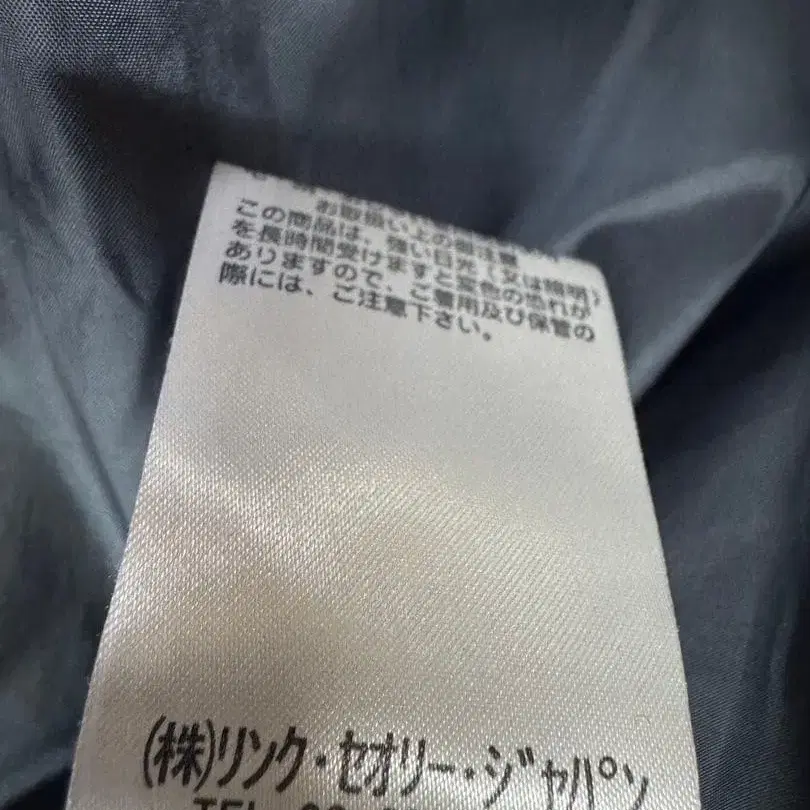 お取扱い上の御注意
この商品は、強い日光(又は照明)
を長時間受けますと変色の恐れが
ありますので、ご着用及び保管の
際には、ご注意下さい。
(株)リンク・セオリー・ジャパン
TEL